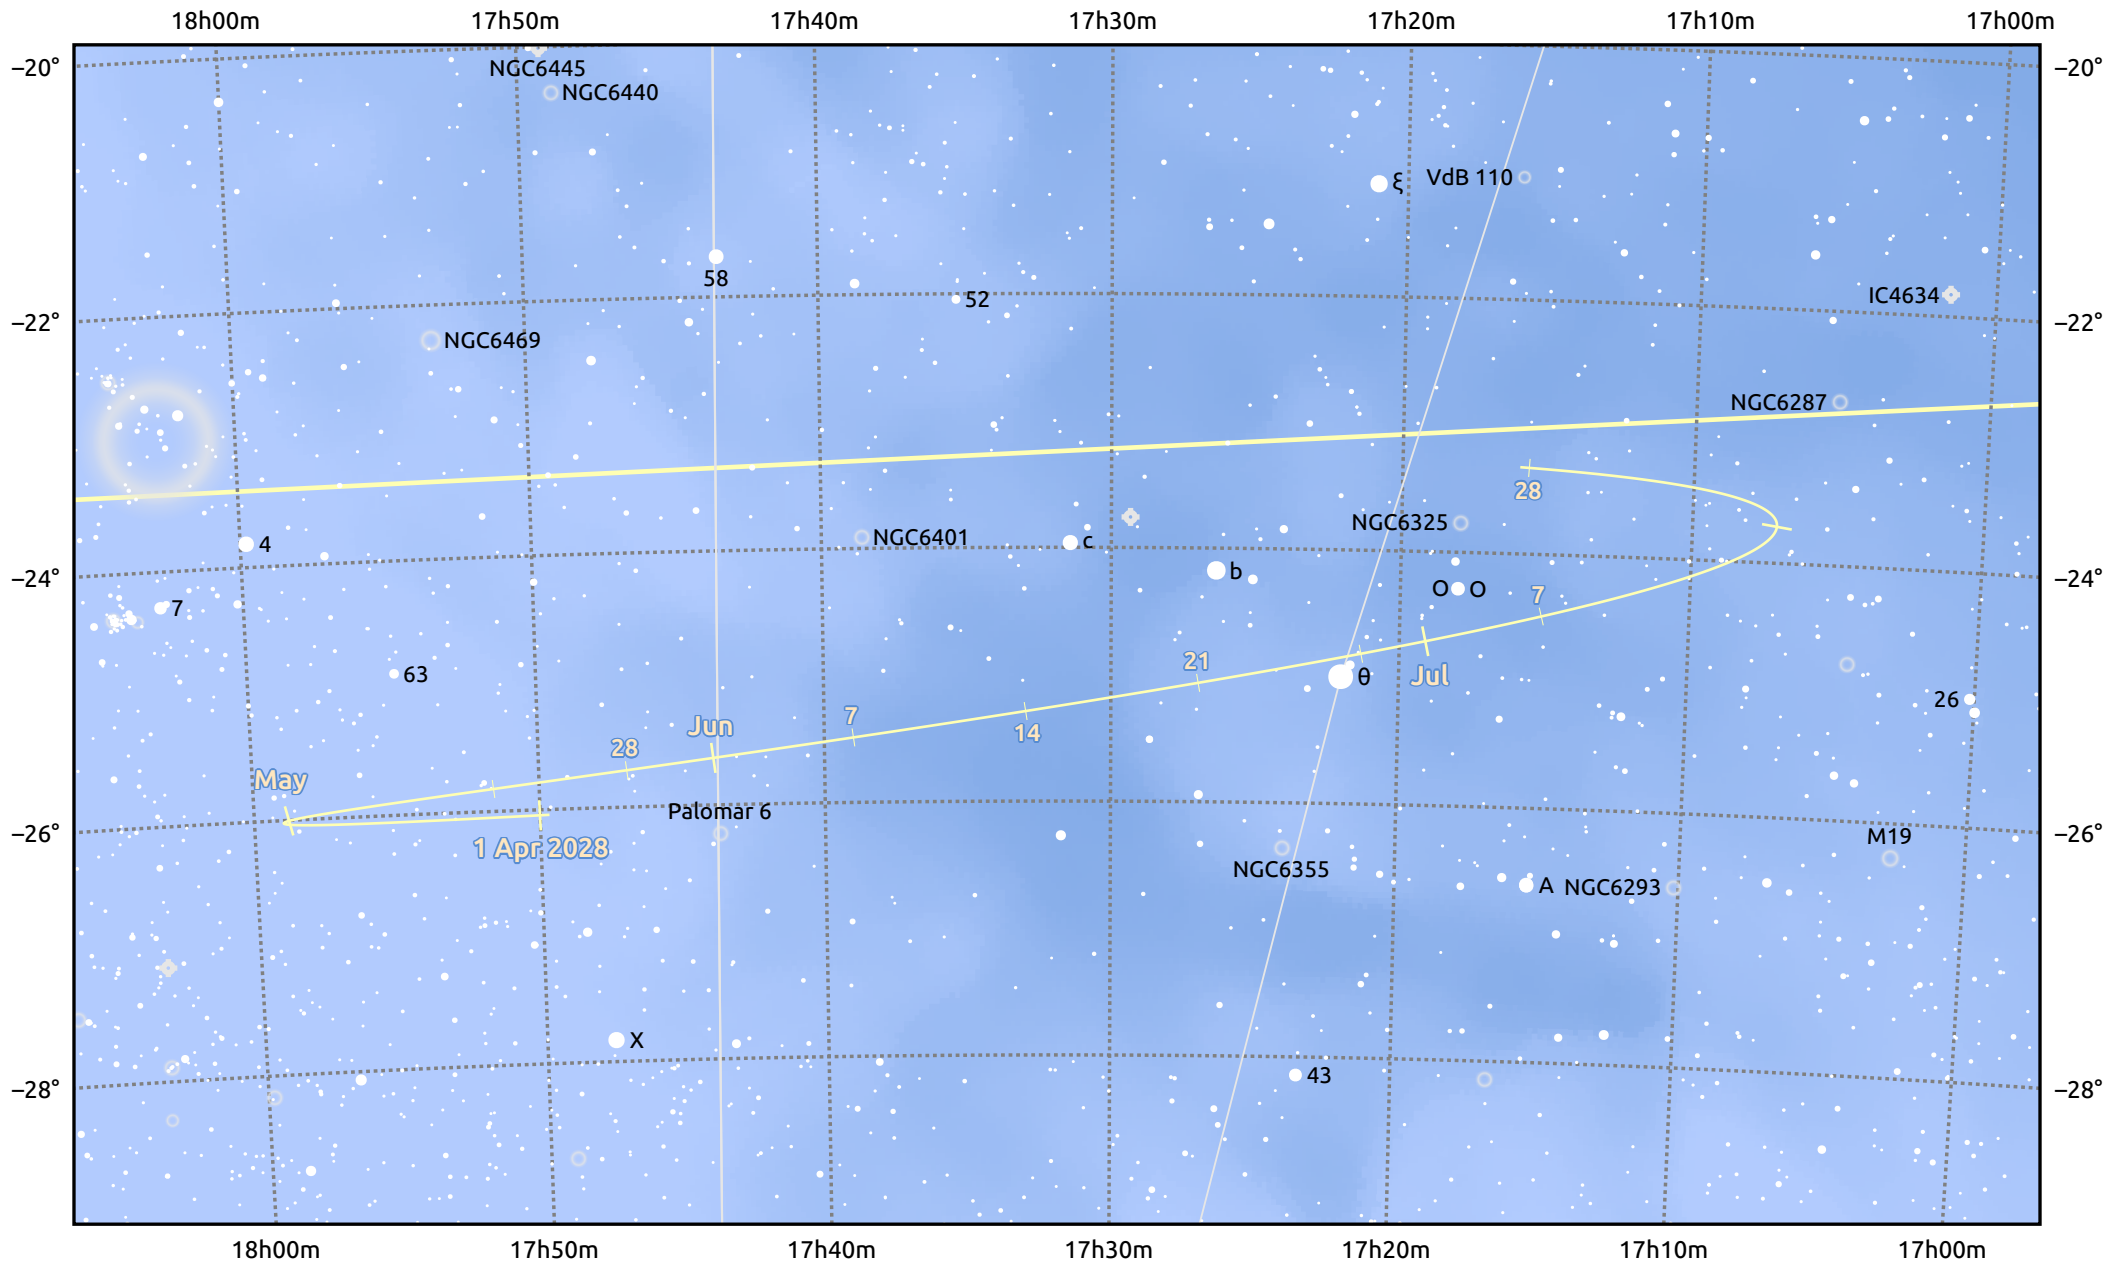 18h00m 17h50m 17h40m 17h30m 17h20m 17h10m 17h00m
−20° −20°
NGC6445
NGC6440
ξ VdB 110
58
52
IC4634
−22° −22°
NGC6469
NGC6287
28
NGC6325
4 NGC6401 c
b
−24° −24°
O O
7
7
63
21
θ Jul
26
Jun 7
14
28
May
Palomar 6
−26° −26°
M19
1 Apr 2028
NGC6355
A NGC6293
X
43
−28° −28°
18h00m 17h50m 17h40m 17h30m 17h20m 17h10m 17h00m